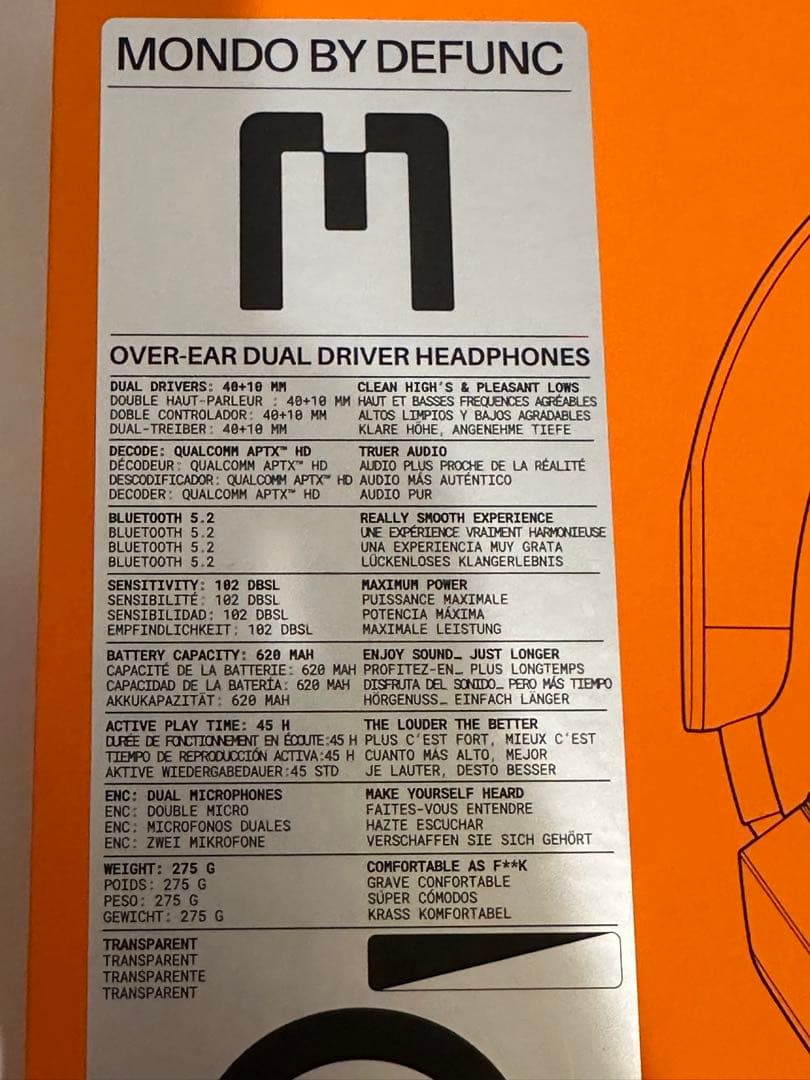 MONDO BY DEFUNC
M
OVER-EAR DUAL DRIVER HEADPHONES
DUAL DRIVERS: 40+10 MM CLEAN HIGH'S & PLEASANT LOWS
DOUBLE HAUT-PARLEUR : 40+10 MM HAUT ET BASSES FREQUENCES AGRÉABLES
DOBLE CONTROLADOR: 40+10 MM ALTOS LIMPIOS Y BAJOS AGRADABLES
DUAL-TREIBER: 40+10 MM KLARE HÖHE, ANGENEHME TIEFE
DECODE: QUALCOMM APTX™ HD TRUER AUDIO
DÉCODEUR: QUALCOMM APTX™ HD AUDIO PLUS PROCHE DE LA RÉALITÉ
DESCODIFICADOR: QUALCOMM APTX™ HD AUDIO MÁS AUTÉNTICO
DECODER: QUALCOMM APTX™ HD AUDIO PUR
BLUETOOTH 5.2 REALLY SMOOTH EXPERIENCE
BLUETOOTH 5.2 UNE EXPÉRIENCE VRAIMENT HARMONIEUSE
BLUETOOTH 5.2 UNA EXPERIENCIA MUY GRATA
BLUETOOTH 5.2 LÜCKENLOSES KLANGERLEBNIS
SENSITIVITY: 102 DBSL MAXIMUM POWER
SENSIBILITÉ: 102 DBSL PUISSANCE MAXIMALE
SENSIBILIDAD: 102 DBSL POTENCIA MÁXIMA
EMPFINDLICHKEIT: 102 DBSL MAXIMALE LEISTUNG
BATTERY CAPACITY: 620 MAH ENJOY SOUND_ JUST LONGER
CAPACITÉ DE LA BATTERIE: 620 MAH PROFITEZ-EN_ PLUS LONGTEMPS
CAPACIDAD DE LA BATERÍA: 620 MAH DISFRUTA DEL SONIDO_ PERO MÁS TIEMPO
AKKUKAPAZITÄT: 620 MAH HÖRGENUSS_ EINFACH LÄNGER
ACTIVE PLAY TIME: 45 H THE LOUDER THE BETTER
DURÉE DE FONCTIONNEMENT EN ÉCOUTE:45 H PLUS C'EST FORT, MIEUX C'EST
TIEMPO DE REPRODUCCIÓN ACTIVA:45 H CUANTO MÁS ALTO, MEJOR
AKTIVE WIEDERGABEDAUER:45 STD JE LAUTER, DESTO BESSER
ENC: DUAL MICROPHONES MAKE YOURSELF HEARD
ENC: DOUBLE MICRO FAITES-VOUS ENTENDRE
ENC: MICROFONOS DUALES HAZTE ESCUCHAR
ENC: ZWEI MIKROFONE VERSCHAFFEN SIE SICH GEHÖRT
WEIGHT: 275 G COMFORTABLE AS F**K
POIDS: 275 G GRAVE CONFORTABLE
PESO: 275 G SÚPER CÓMODOS
GEWICHT: 275 G KRASS KOMFORTABEL
TRANSPARENT
TRANSPARENT
TRANSPARENTE
TRANSPARENT